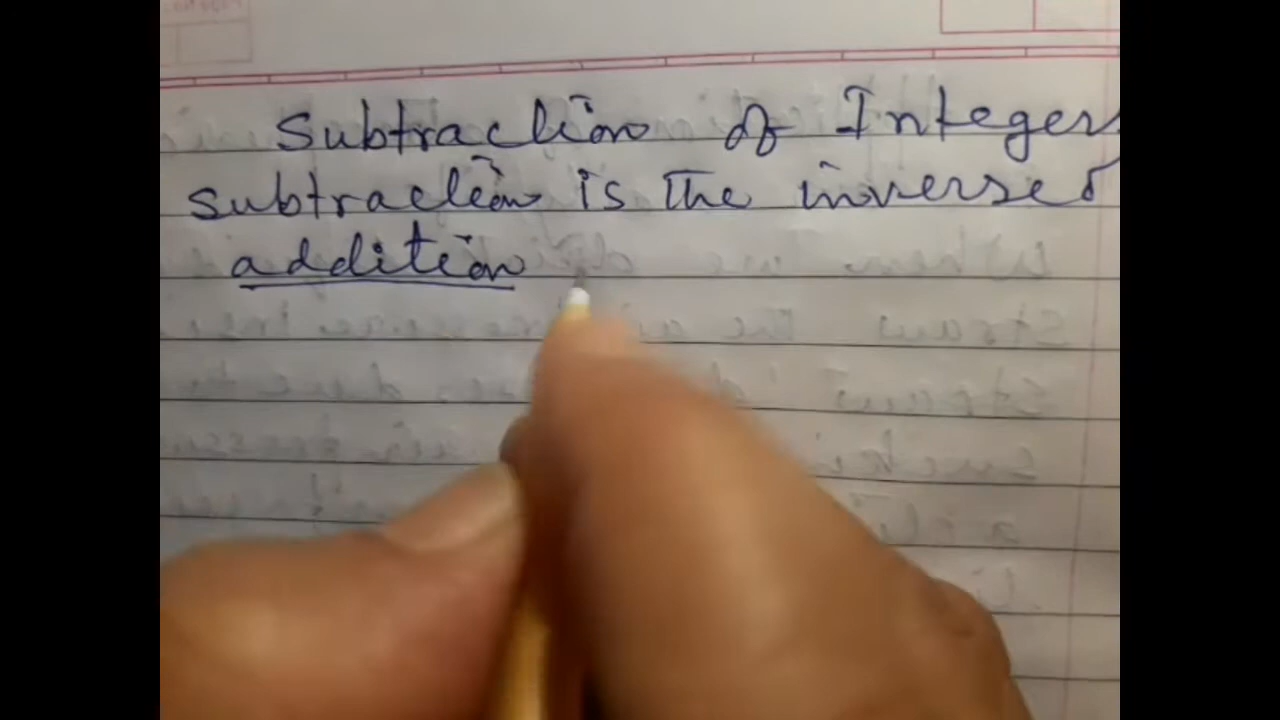 Subtraction of Integers
subtraction is the inverse of
addition